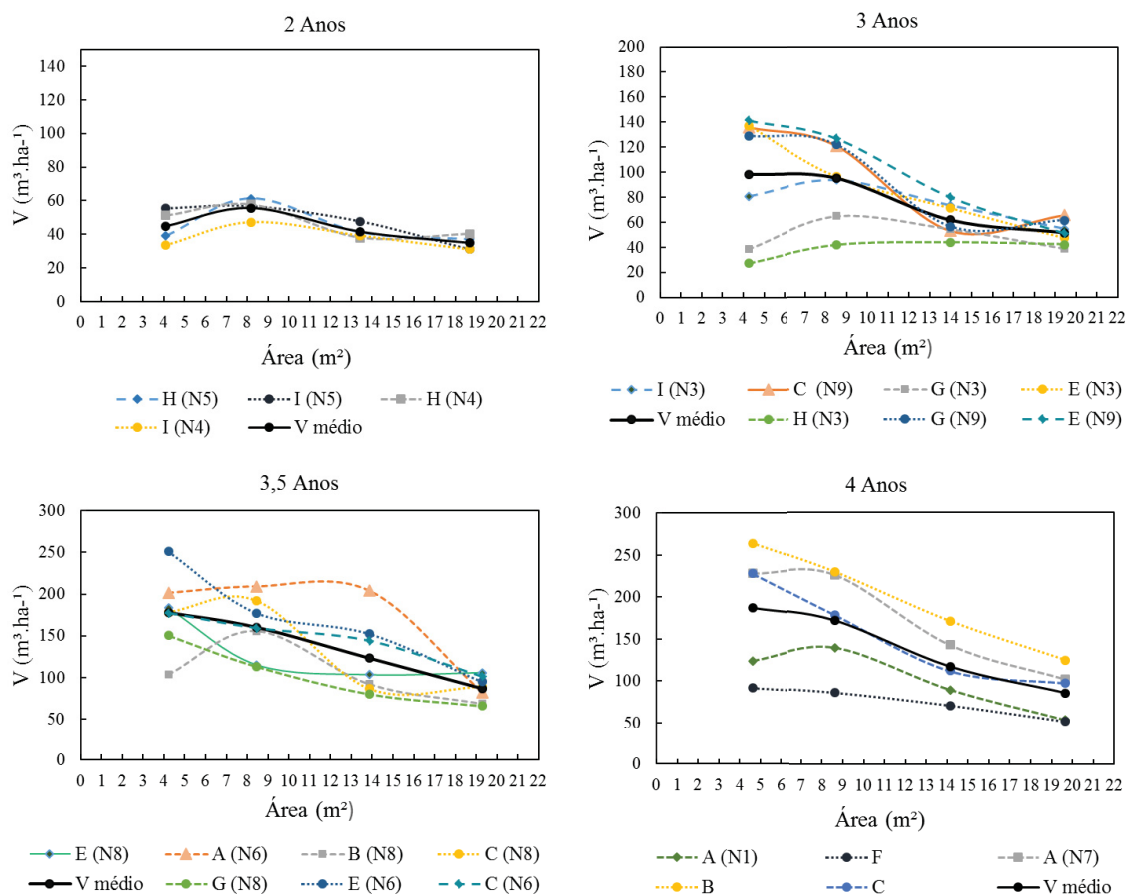 2 Anos
V (m³.ha-¹)
140
120
100
80
60
40
20
0
0 1 2 3 4 5 6 7 8 9 10 11 12 13 14 15 16 17 18 19 20 21 22
Área (m²)
H (N5) I (N5) H (N4)
I (N4) V médio
3 Anos
V (m³.ha-¹)
200
180
160
140
120
100
80
60
40
20
0
0 1 2 3 4 5 6 7 8 9 10 11 12 13 14 15 16 17 18 19 20 21 22
Área (m²)
I (N3) C (N9) G (N3) E (N3)
V médio H (N3) G (N9) E (N9)
3,5 Anos
V (m³.ha-¹)
300
250
200
150
100
50
0
0 1 2 3 4 5 6 7 8 9 10 11 12 13 14 15 16 17 18 19 20 21 22
Área (m²)
E (N8) A (N6) B (N8) C (N8)
V médio G (N8) E (N6) C (N6)
4 Anos
V (m³.ha-¹)
300
250
200
150
100
50
0
0 1 2 3 4 5 6 7 8 9 10 11 12 13 14 15 16 17 18 19 20 21 22
Área (m²)
A (N1) F A (N7)
B C V médio